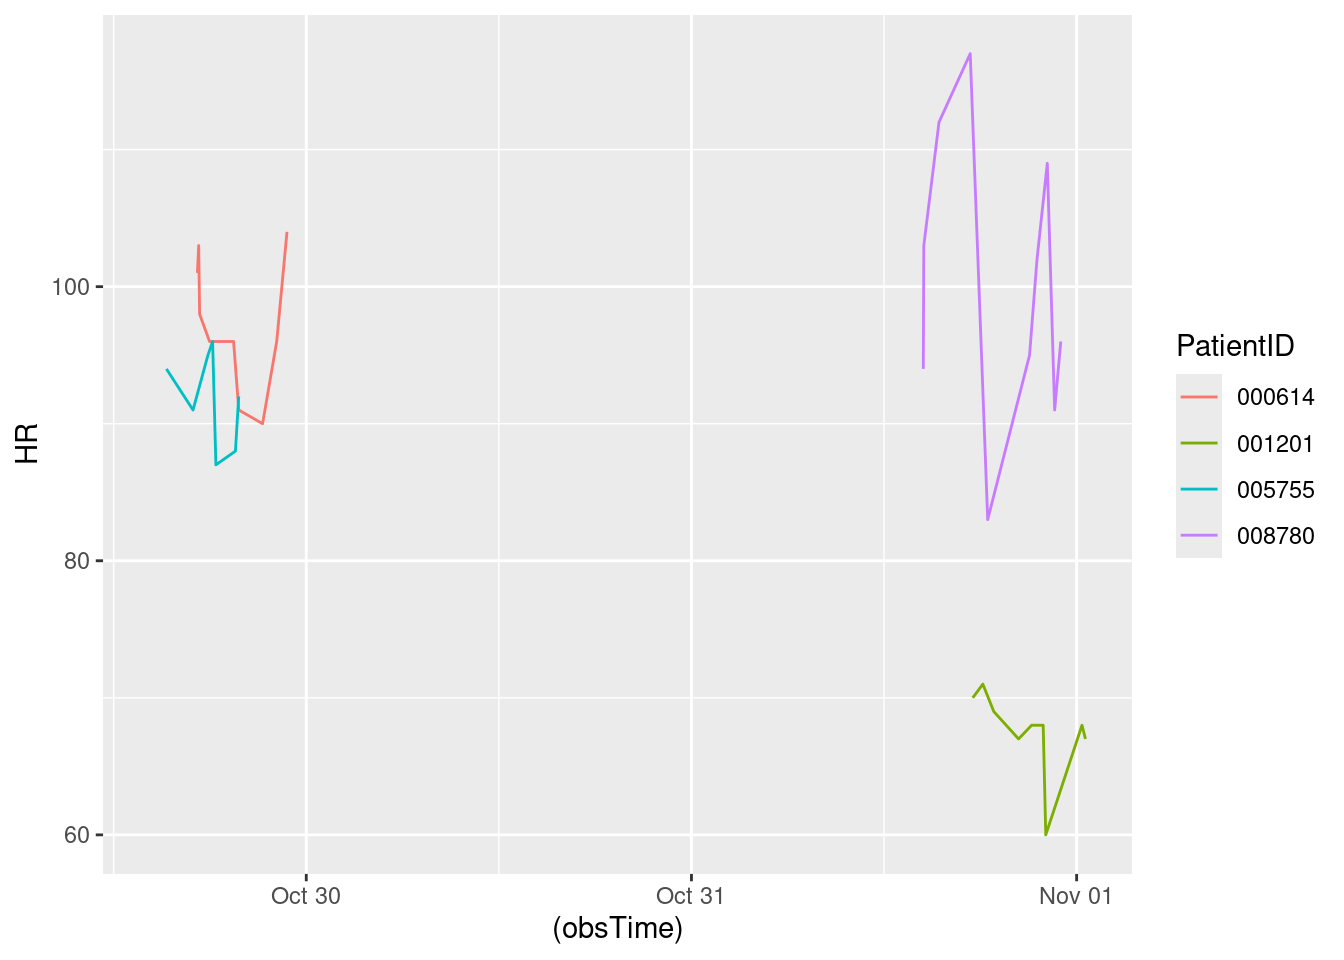 HR
100
80
60
Oct 30
Oct 31
Nov 01
(obsTime)
PatientID
000614
001201
005755
008780